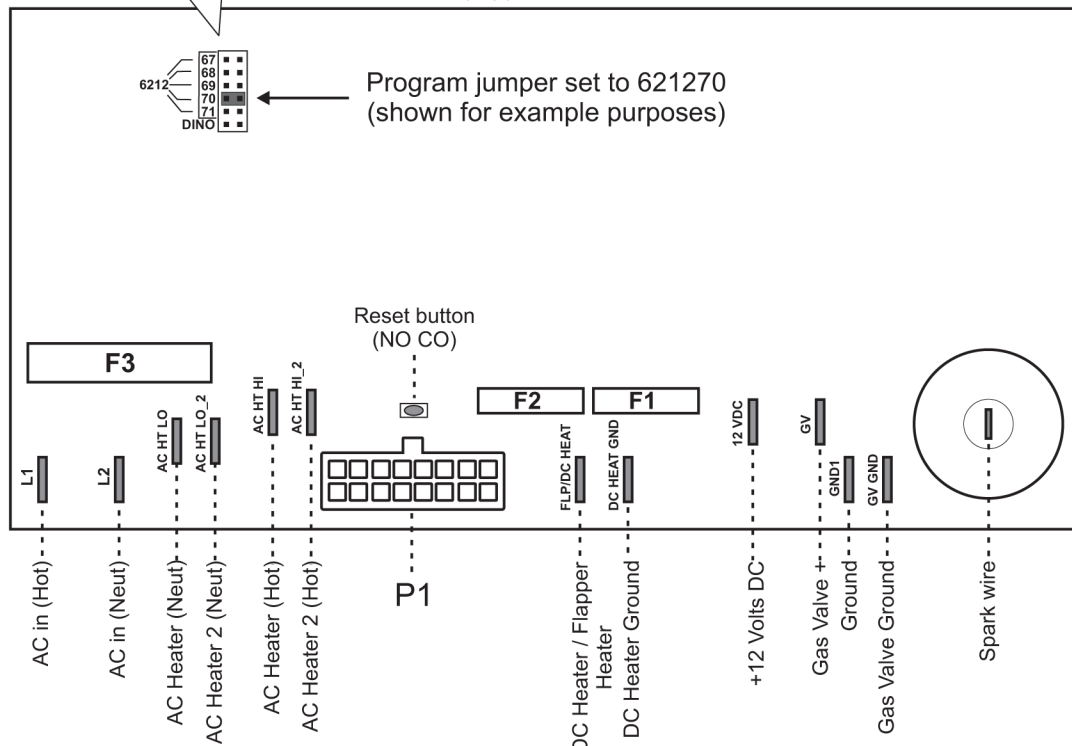 67
68
6212 69
70
71
DINO
Program jumper set to 621270
(shown for example purposes)
Reset button
(NO CO)
F3
F2
F1
L1
L2
AC HT LO
AC HT LO_2
AC HT HI
AC HT HI_2
FLP/DC HEAT
DC HEAT GND
12 VDC
GV
GND1
GV GND
AC in (Hot)
AC in (Neut)
AC Heater (Neut)
AC Heater 2 (Neut)
AC Heater (Hot)
AC Heater 2 (Hot)
P1
DC Heater / Flapper
Heater
DC Heater Ground
+12 Volts DC
Gas Valve +
Ground
Gas Valve Ground
Spark wire